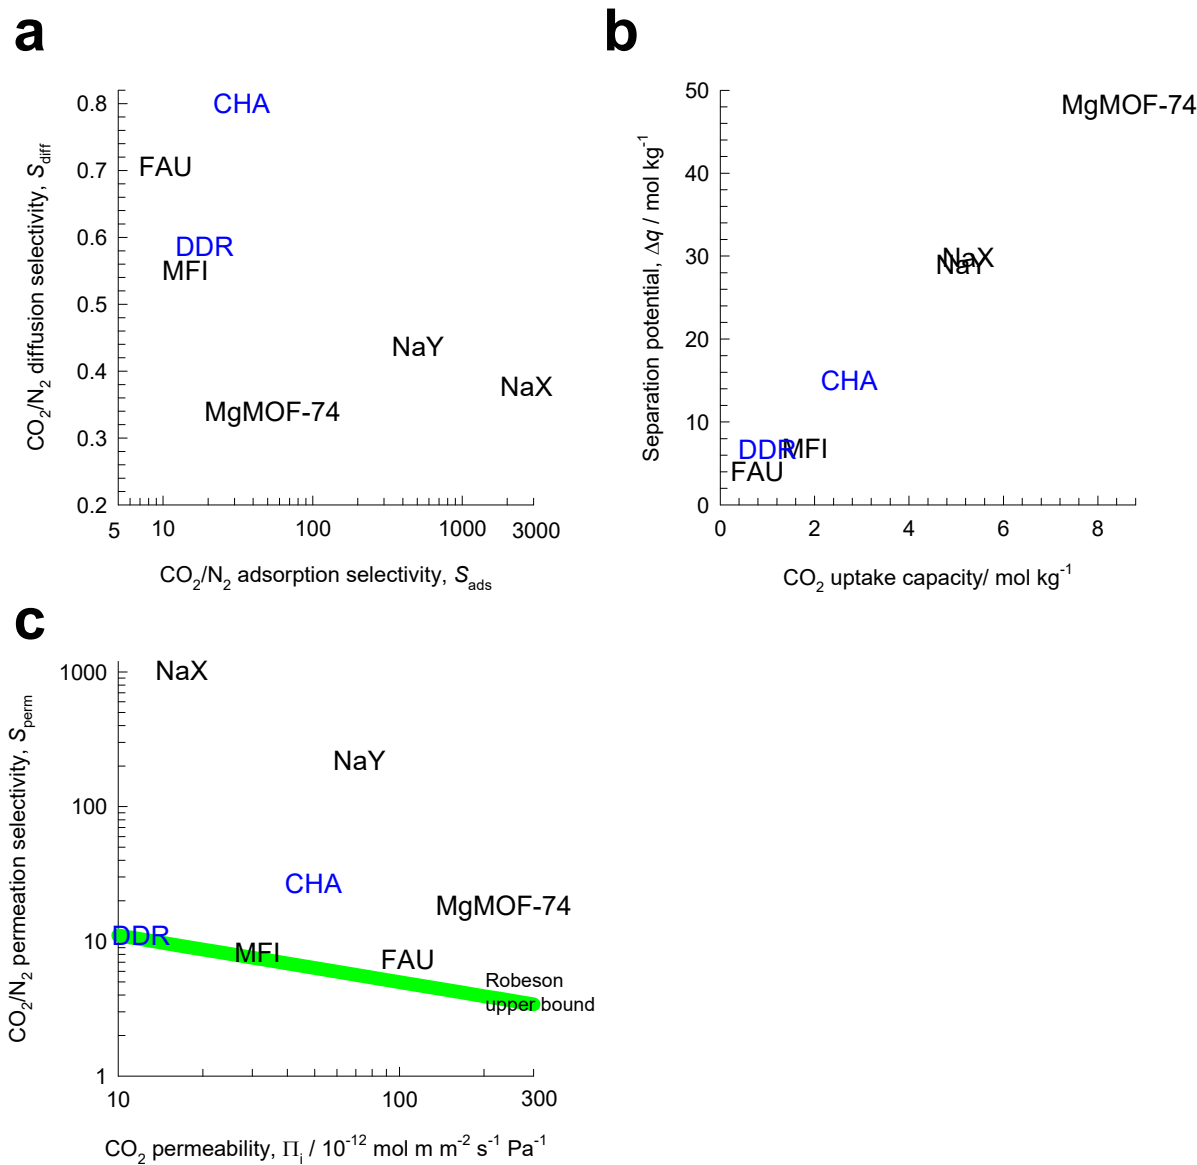 a
CO2/N2 diffusion selectivity, Sdiff
0.8
0.7
0.6
0.5
0.4
0.3
0.2
CHA
FAU
DDR
MFI
NaY
NaX
MgMOF-74
5
10
100
1000
3000
CO2/N2 adsorption selectivity, Sads
b
Separation potential, Δq / mol kg-1
50
40
30
20
10
0
MgMOF-74
NaX
NaY
CHA
DDR
MFI
FAU
0
2
4
6
8
CO2 uptake capacity/ mol kg-1
c
CO2/N2 permeation selectivity, Sperm
1000
100
10
1
NaX
NaY
CHA
MgMOF-74
DDR
MFI
FAU
Robeson
upper bound
10
100
300
CO2 permeability, Πi / 10-12 mol m m-2 s-1 Pa-1